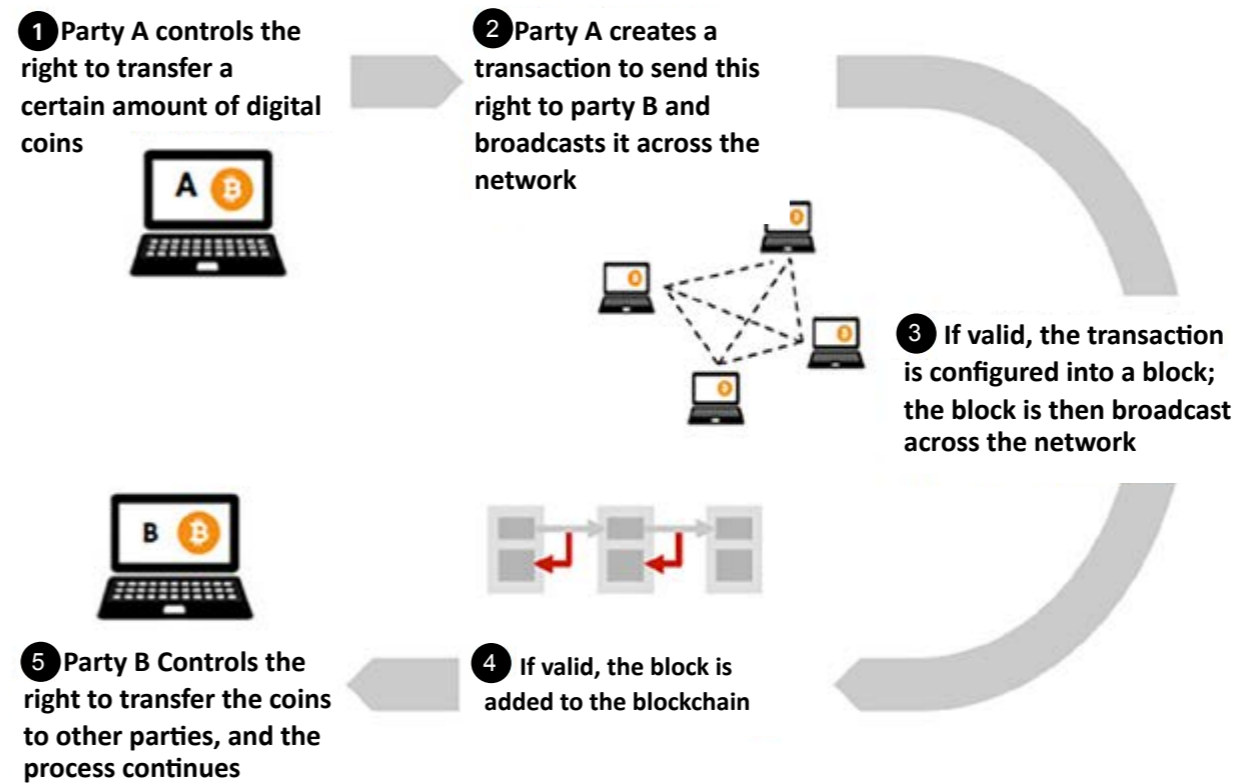 1 Party A controls the
right to transfer a
certain amount of digital
coins
A ₿
2 Party A creates a
transaction to send this
right to party B and
broadcasts it across the
network
3 If valid, the transaction
is configured into a block;
the block is then broadcast
across the network
B ₿
4 If valid, the block is
added to the blockchain
5 Party B Controls the
right to transfer the coins
to other parties, and the
process continues